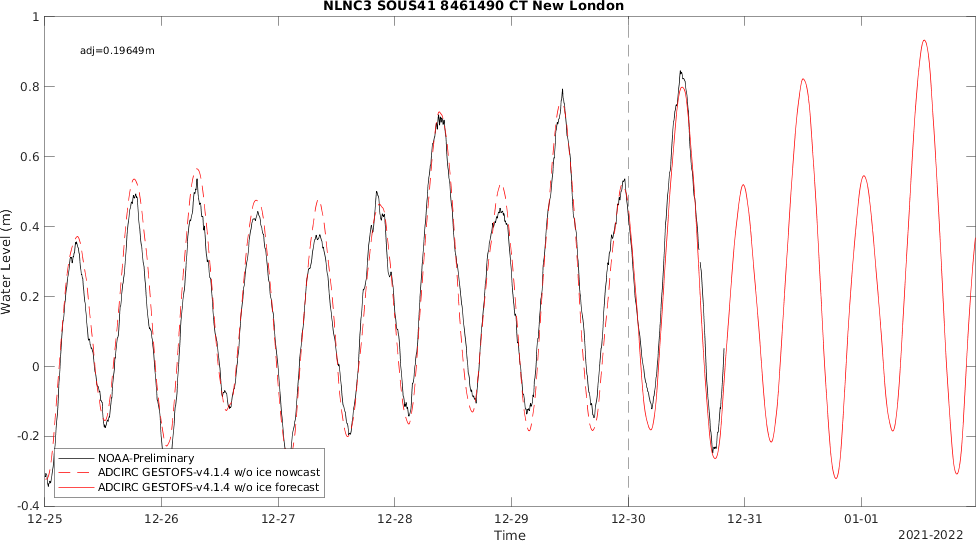 NLNC3 SOUS41 8461490 CT New London
adj=0.19649m
1
0.8
0.6
0.4
0.2
0
-0.2
-0.4
Water Level (m)
NOAA-Preliminary
ADCIRC GESTOFS-v4.1.4 w/o ice nowcast
ADCIRC GESTOFS-v4.1.4 w/o ice forecast
12-25 12-26 12-27 12-28 12-29 12-30 12-31 01-01
Time
2021-2022